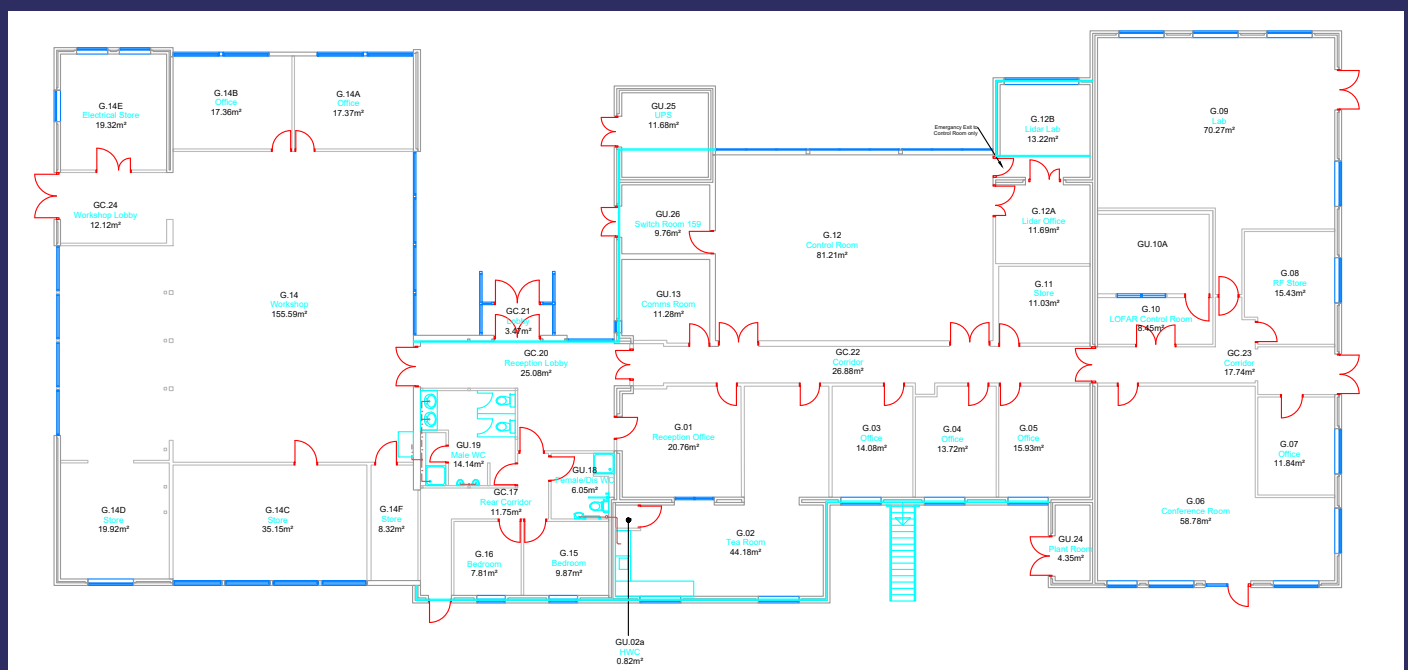 G.14E
Electrical Store
19.32m²
G.14B
Office
17.36m²
G.14A
Office
17.37m²
GU.25
UPS
11.68m²
Emergency Exit to
Control Room only
G.12B
Lidar Lab
13.22m²
G.09
Lab
70.27m²
GC.24
Workshop Lobby
12.12m²
GU.26
Switch Room 159
9.76m²
G.12
Control Room
81.21m²
G.12A
Lidar Office
11.69m²
GU.10A
G.14
Workshop
155.59m²
GC.21
Lobby
3.47m²
GU.13
Comms Room
11.28m²
G.11
Store
11.03m²
G.10
LOPAR Control Room
8.45m²
G.08
RF Store
15.43m²
GC.20
Reception Lobby
25.08m²
GC.22
Corridor
26.88m²
GC.23
Corridor
17.74m²
GU.19
Male WC
14.14m²
G.01
Reception Office
20.76m²
G.03
Office
14.08m²
G.04
Office
13.72m²
G.05
Office
15.93m²
G.07
Office
11.84m²
GU.18
Female/Dis WC
6.05m²
GC.17
Rear Corridor
11.75m²
G.14D
Store
19.92m²
G.14C
Store
35.15m²
G.14F
Store
8.32m²
G.16
Bedroom
7.81m²
G.15
Bedroom
9.87m²
G.02
Tea Room
44.18m²
GU.24
Plant Room
4.35m²
G.06
Conference Room
58.78m²
GU.02a
HWC
0.82m²